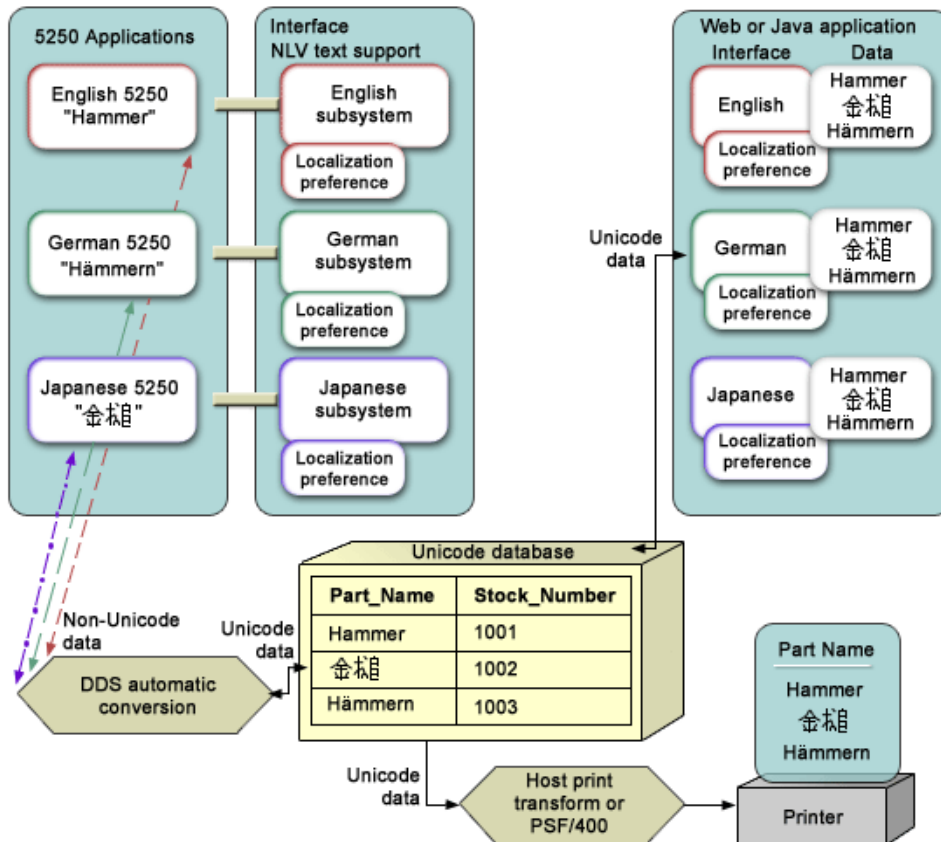 5250 Applications
English 5250
"Hammer"
German 5250
"Hämmern"
Japanese 5250
"金槌"
Interface
NLV text support
English
subsystem
Localization
preference
German
subsystem
Localization
preference
Japanese
subsystem
Localization
preference
Web or Java application
Interface Data
English
Localization
preference
Hammer
金槌
Hämmern
German
Localization
preference
Hammer
金槌
Hämmern
Japanese
Localization
preference
Hammer
金槌
Hämmern
Unicode
data
Non-Unicode
data
DDS automatic
conversion
Unicode
data
Unicode database
Part_Name Stock_Number
Hammer 1001
金槌 1002
Hämmern 1003
Unicode
data
Host print
transform or
PSF/400
Part Name
Hammer
金槌
Hämmern
Printer